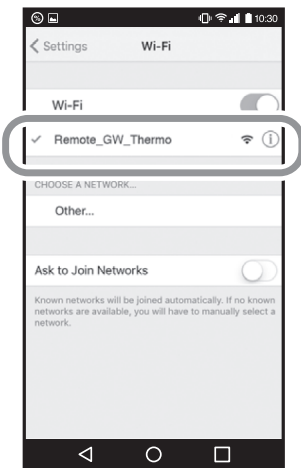 10:30
Settings
Wi-Fi
Wi-Fi
Remote_GW_Thermo
CHOOSE A NETWORK...
Other...
Ask to Join Networks
Known networks will be joined automatically. If no known
networks are available, you will have to manually select a
network.